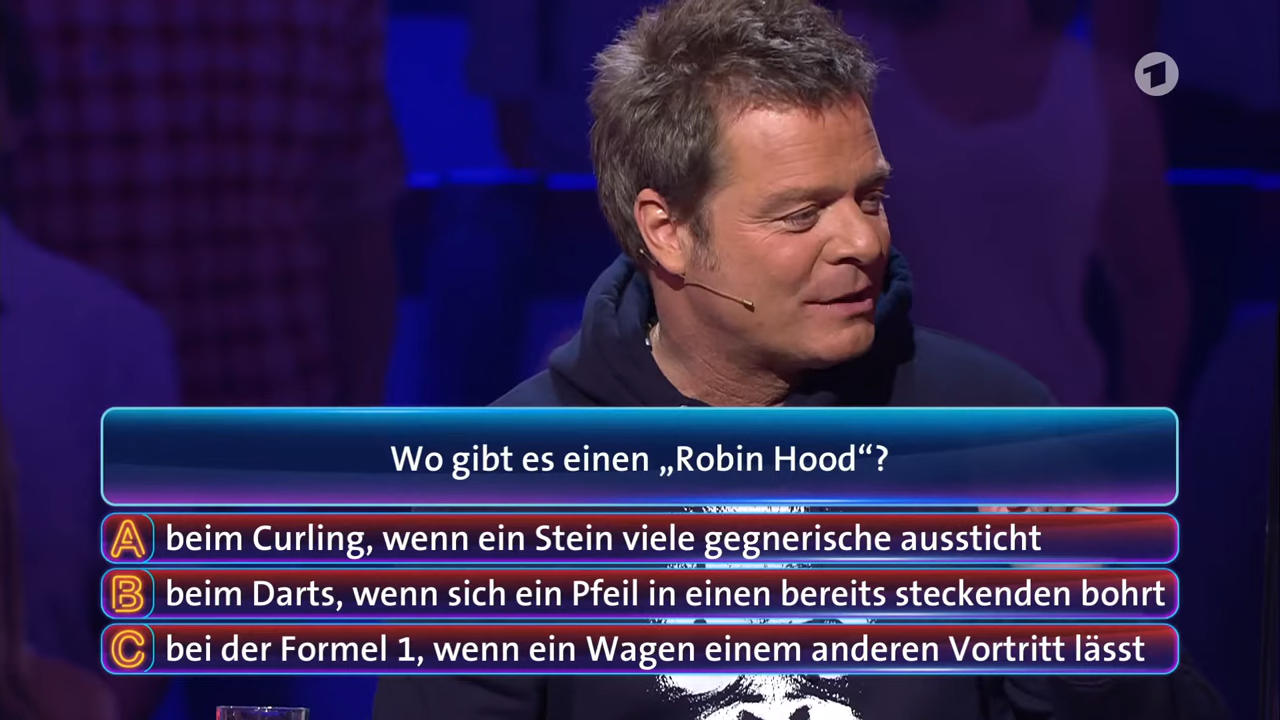 1
Wo gibt es einen „Robin Hood“?
A beim Curling, wenn ein Stein viele gegnerische aussticht
B beim Darts, wenn sich ein Pfeil in einen bereits steckenden bohrt
C bei der Formel 1, wenn ein Wagen einem anderen Vortritt lässt